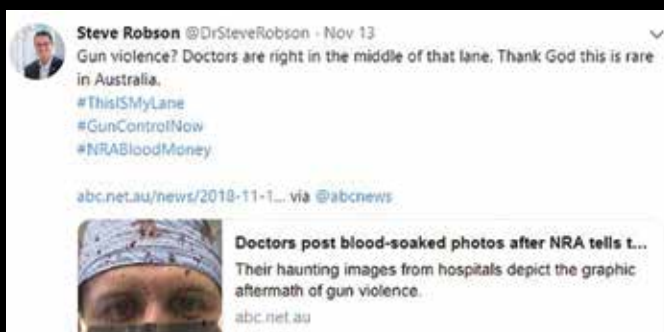 Steve Robson @DrSteveRobson · Nov 13
Gun violence? Doctors are right in the middle of that lane. Thank God this is rare
in Australia.
#ThisISMyLane
#GunControlNow
#NRABloodMoney
abc.net.au/news/2018-11-1... via @abcnews
Doctors post blood-soaked photos after NRA tells t...
Their haunting images from hospitals depict the graphic
aftermath of gun violence.
abc.net.au